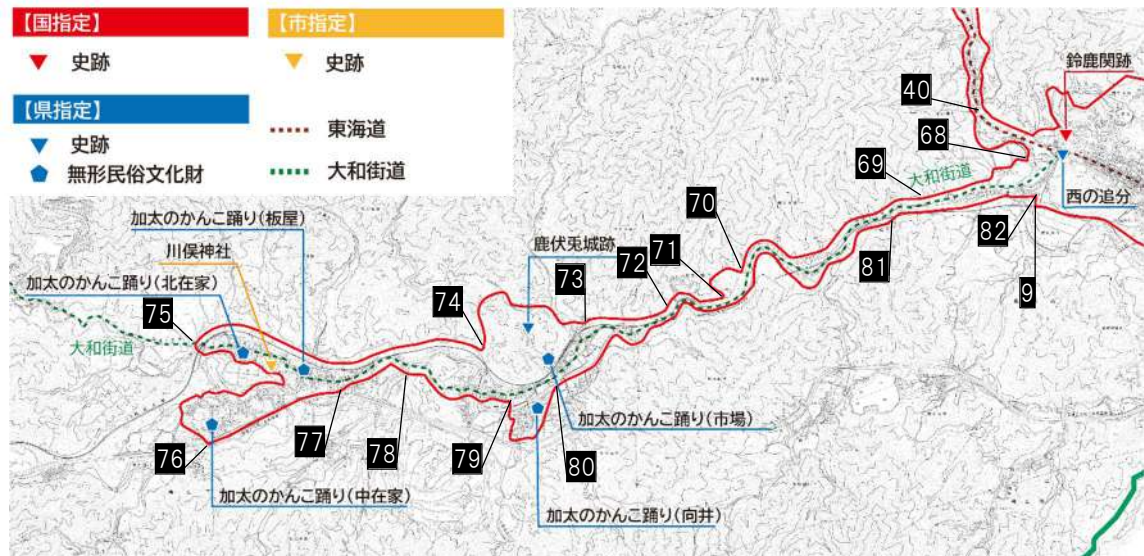 【国指定】
史跡
【市指定】
史跡
【県指定】
史跡
無形民俗文化財
東海道
大和街道
鈴鹿関跡
40
68
69
大和街道
西の追分
70
71
82
81
9
加太のかんこ踊り(板屋)
川俣神社
加太のかんこ踊り(北在家)
鹿伏兎城跡
72
73
74
75
大和街道
加太のかんこ踊り(市場)
76
77
78
79
80
加太のかんこ踊り(中在家)
加太のかんこ踊り(向井)